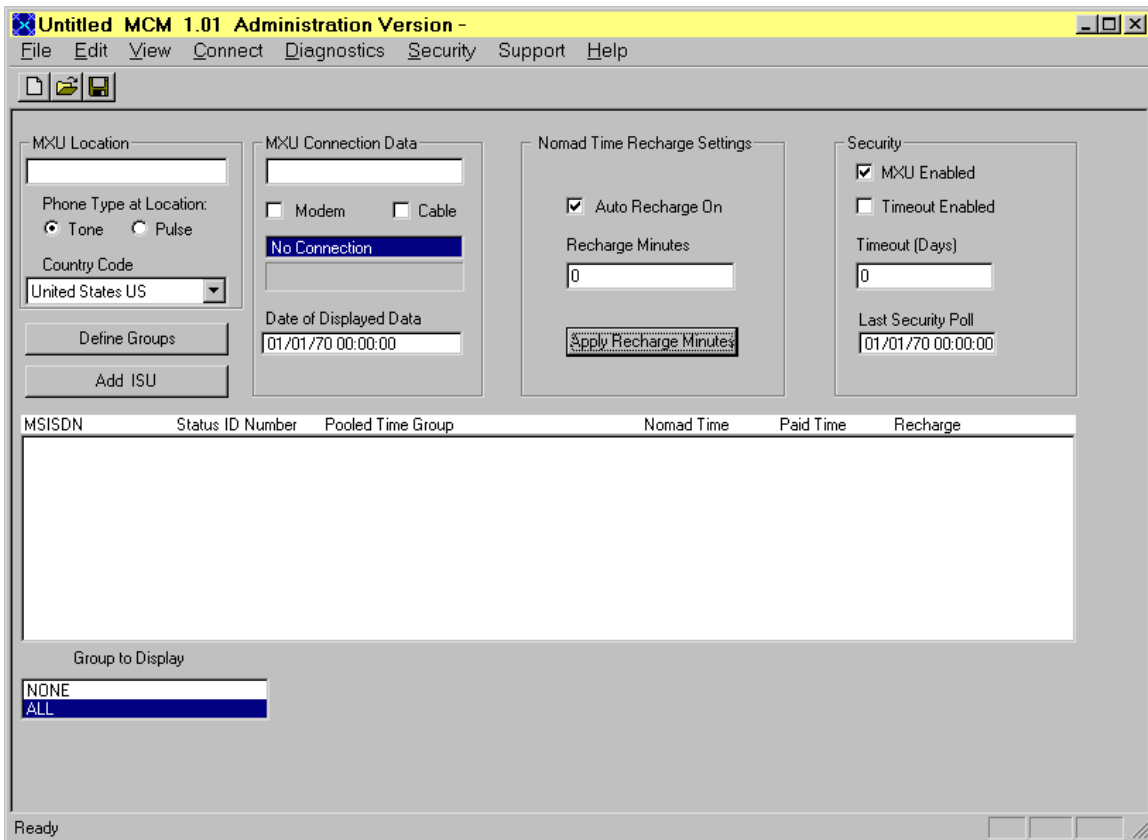 Untitled MCM 1.01 Administration Version -
File Edit View Connect Diagnostics Security Support Help
MXU Location
Phone Type at Location:
Tone Pulse
Country Code
United States US
Define Groups
Add ISU
MXU Connection Data
Modem Cable
No Connection
Date of Displayed Data
01/01/70 00:00:00
Nomad Time Recharge Settings
Auto Recharge On
Recharge Minutes
0
Apply Recharge Minutes
Security
MXU Enabled
Timeout Enabled
Timeout (Days)
0
Last Security Poll
01/01/70 00:00:00
MSISDN Status ID Number Pooled Time Group Nomad Time Paid Time Recharge
Group to Display
NONE
ALL
Ready